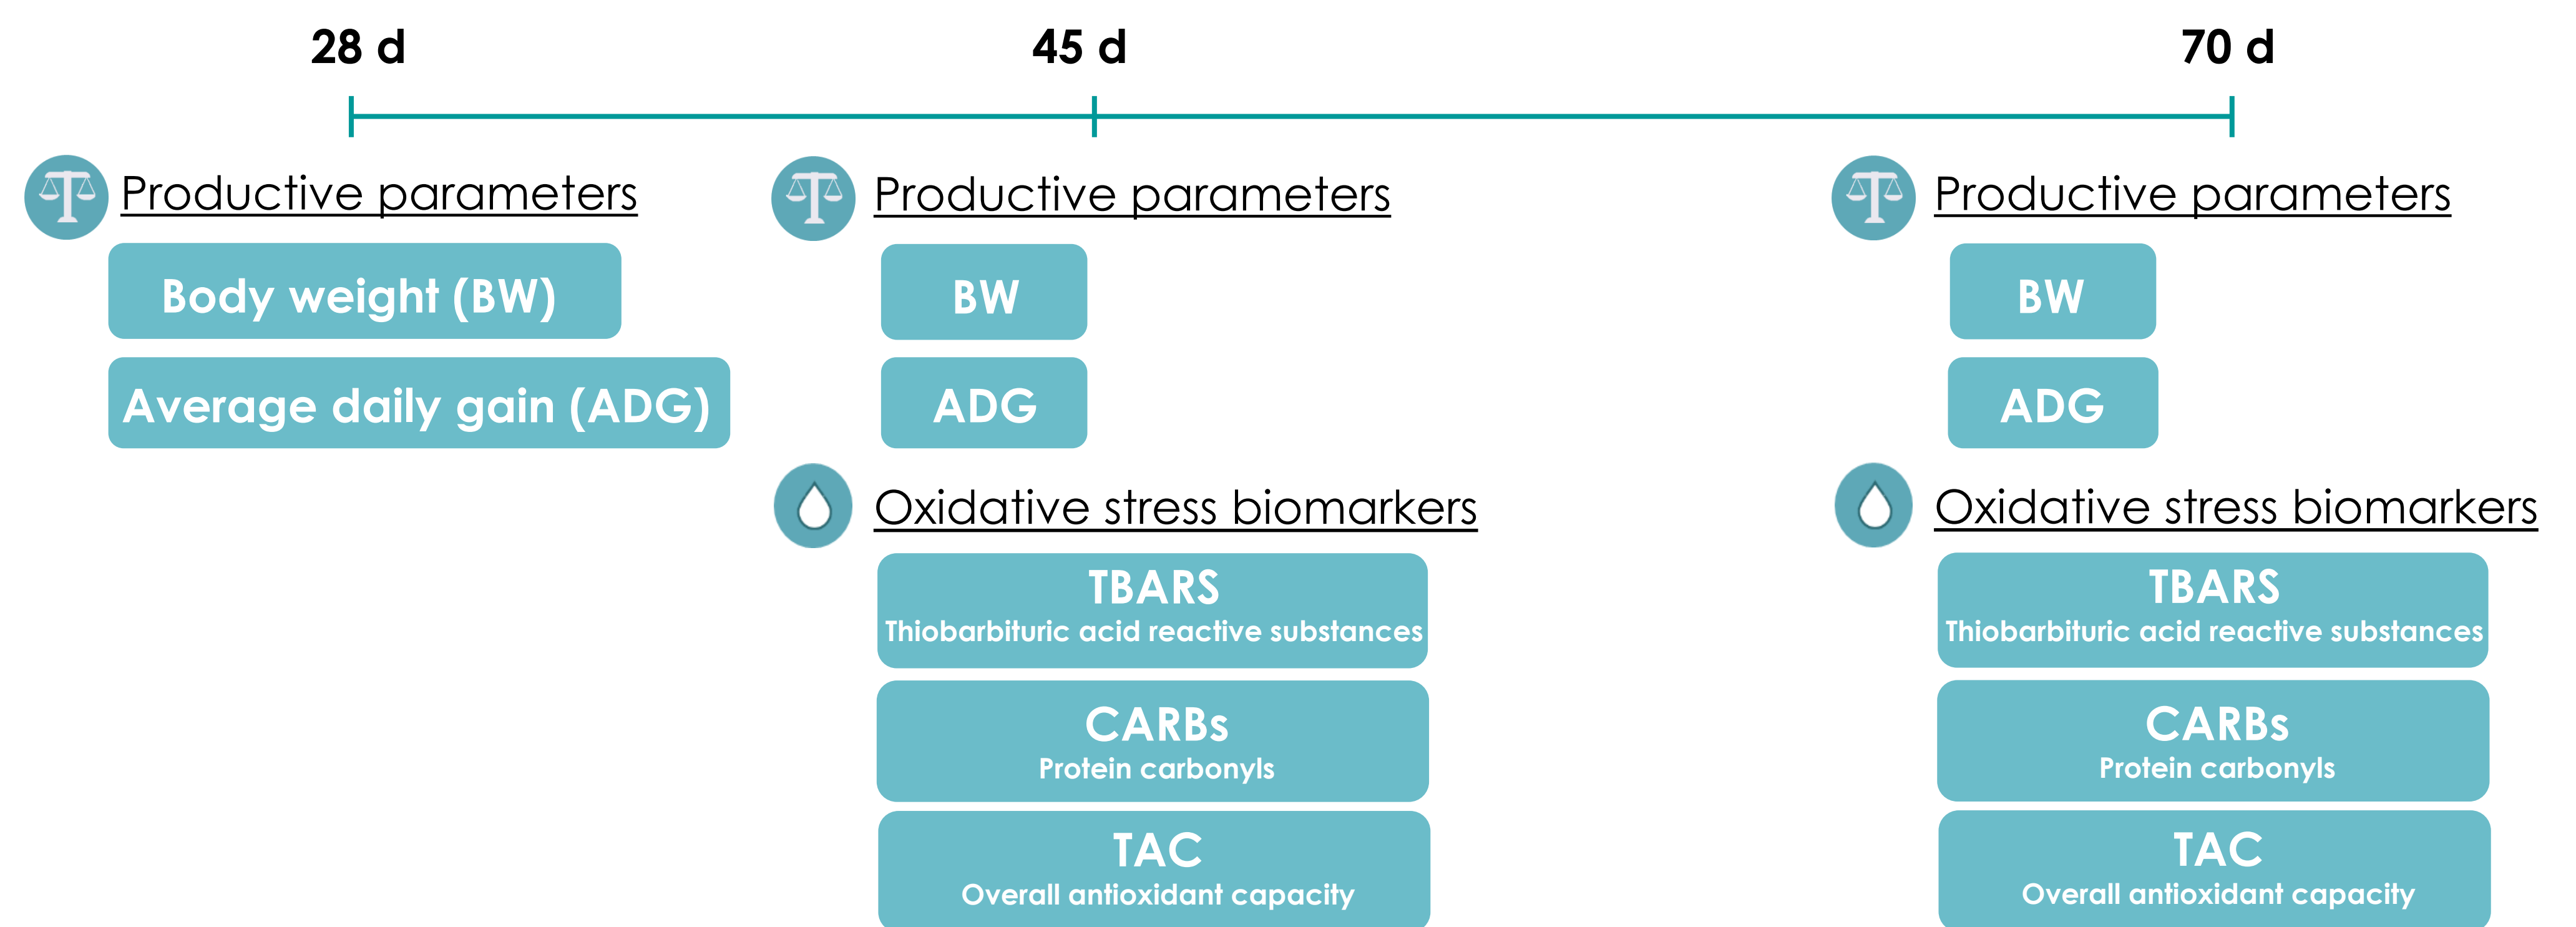 28 d
45 d
70 d
Productive parameters
Body weight (BW)
Average daily gain (ADG)
Productive parameters
BW
ADG
Oxidative stress biomarkers
TBARS
Thiobarbituric acid reactive substances
CARBs
Protein carbonyls
TAC
Overall antioxidant capacity
Productive parameters
BW
ADG
Oxidative stress biomarkers
TBARS
Thiobarbituric acid reactive substances
CARBs
Protein carbonyls
TAC
Overall antioxidant capacity